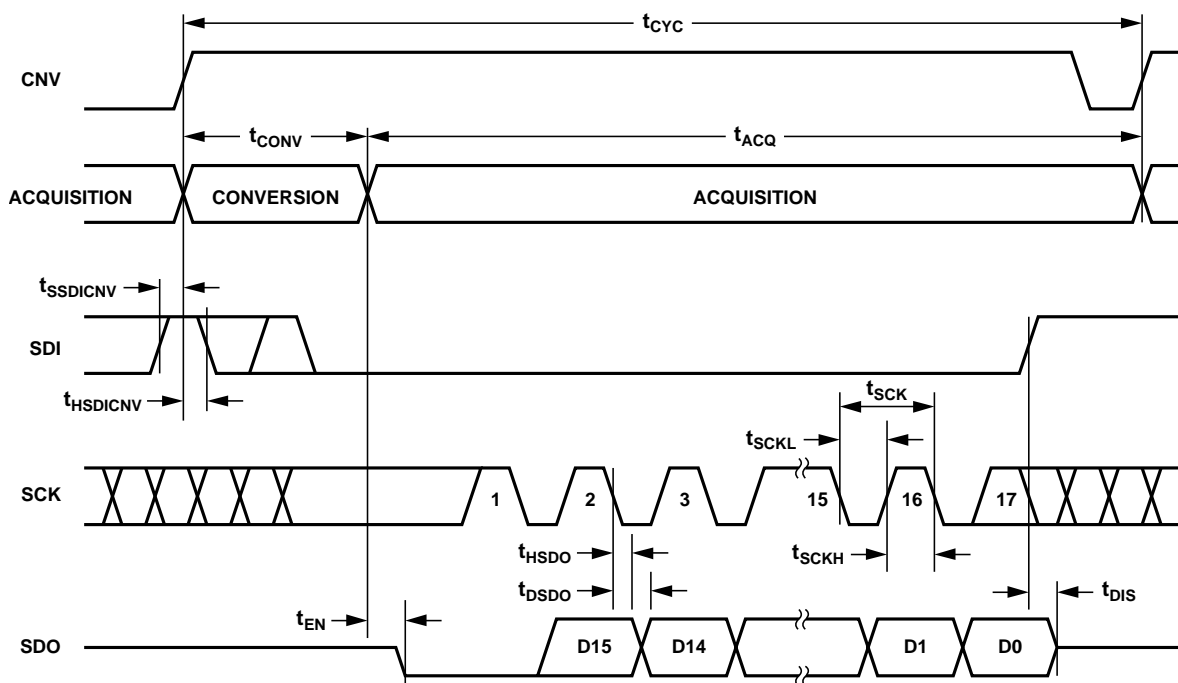 tCYC
CNV
tCONV
tACQ
ACQUISITION
CONVERSION
ACQUISITION
tSSDICNV
SDI
tHSDICNV
tSCK
tSCKL
SCK
1
2
3
15
16
17
tHSDO
tSCKH
tDSDO
tDIS
tEN
SDO
D15
D14
D1
D0